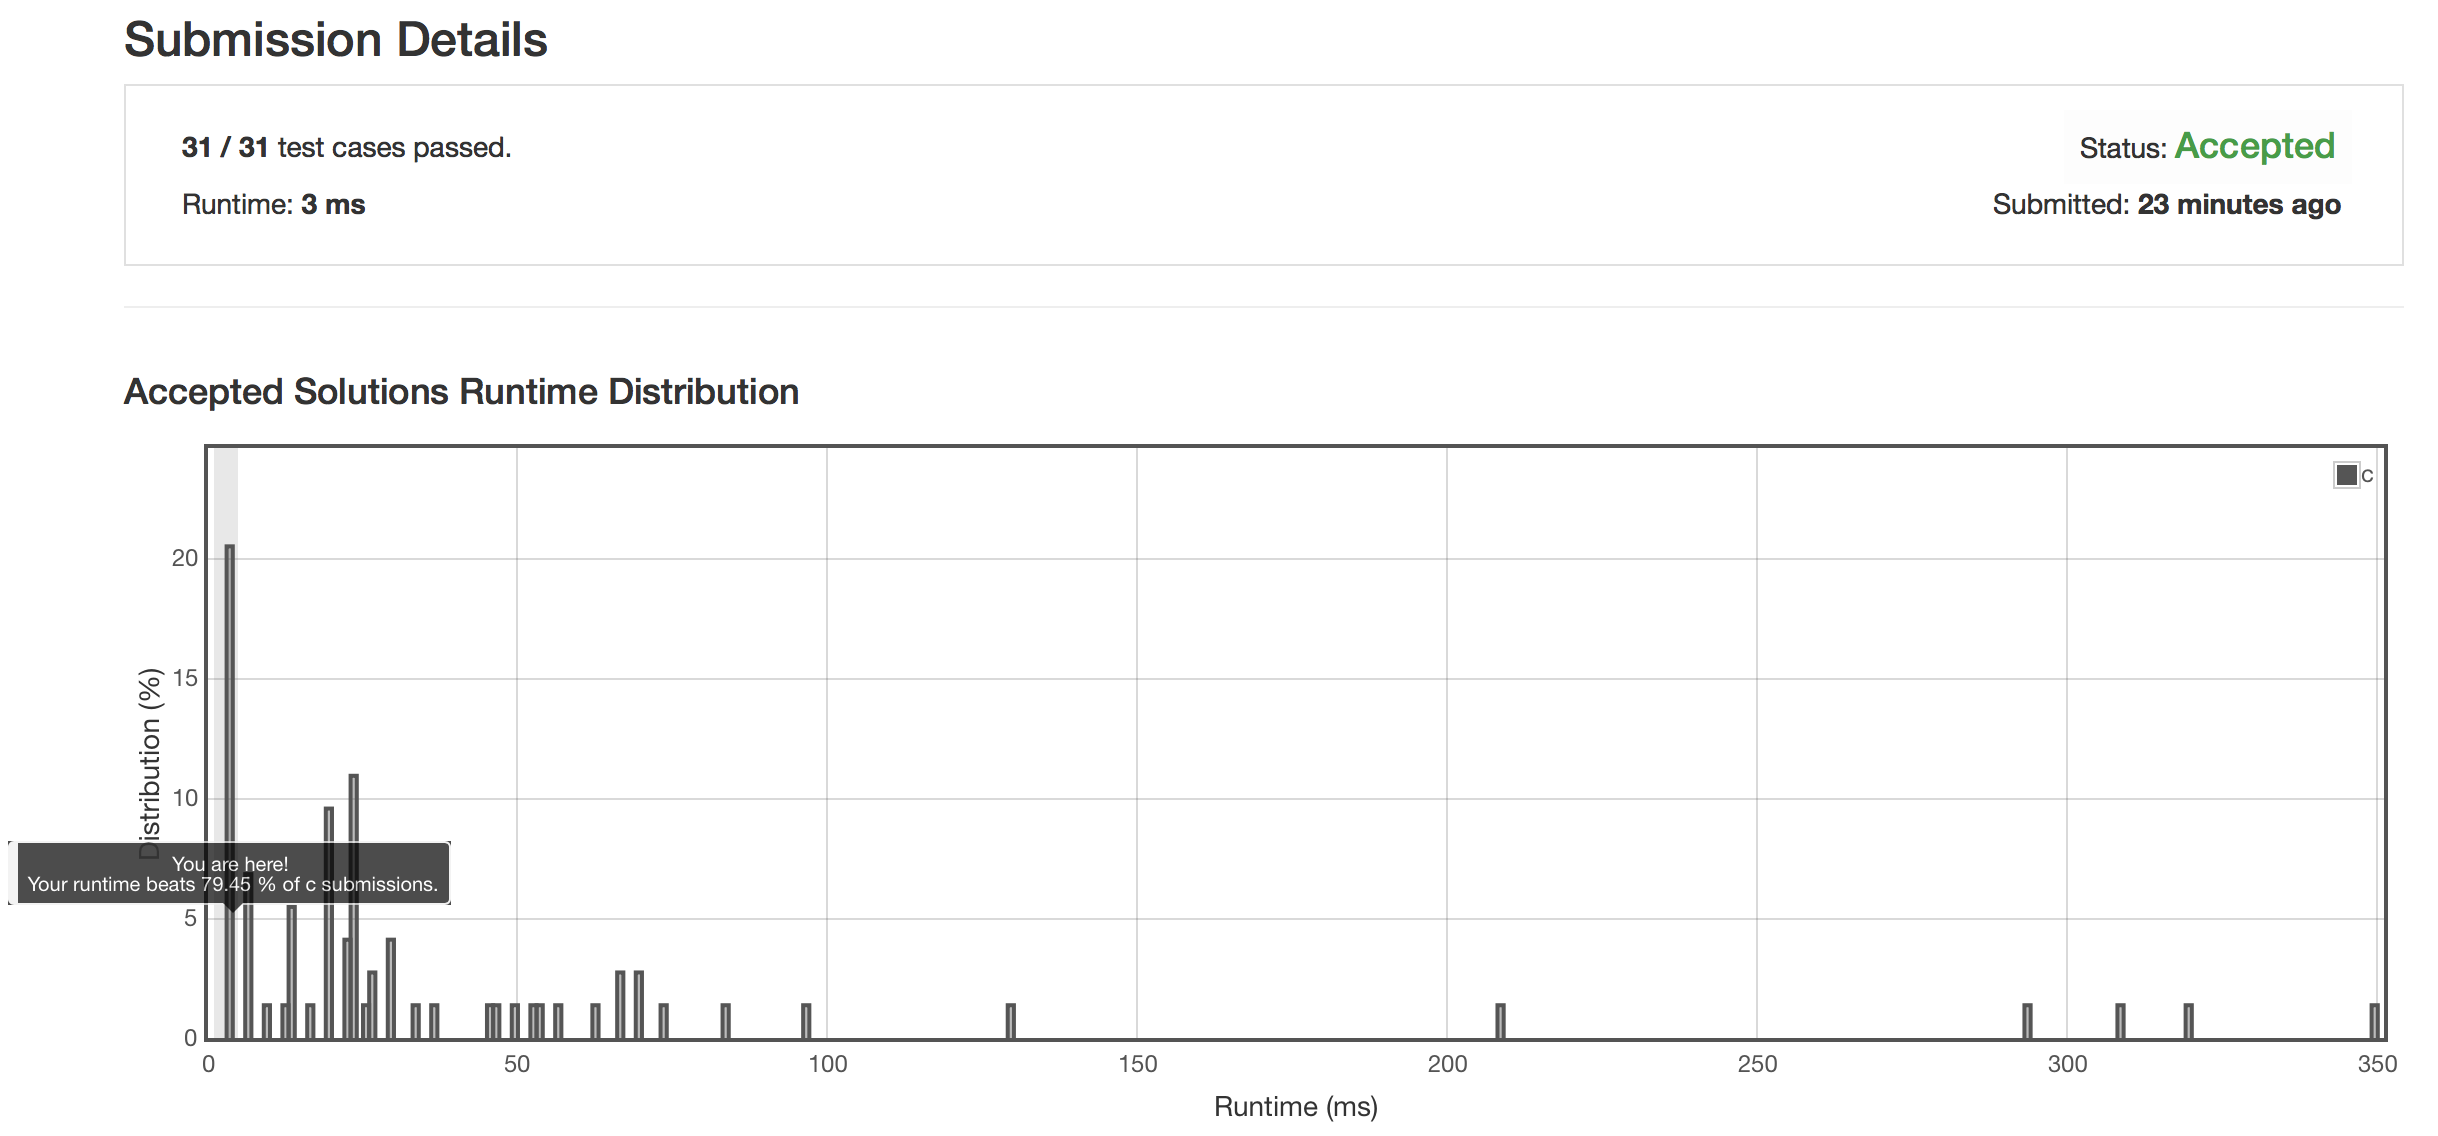 Submission Details
31 / 31 test cases passed.
Status: Accepted
Runtime: 3 ms
Submitted: 23 minutes ago
Accepted Solutions Runtime Distribution
c
20
15
10
5
0
Distribution (%)
You are here!
Your runtime beats 79.45 % of c submissions.
0 50 100 150 200 250 300 350
Runtime (ms)